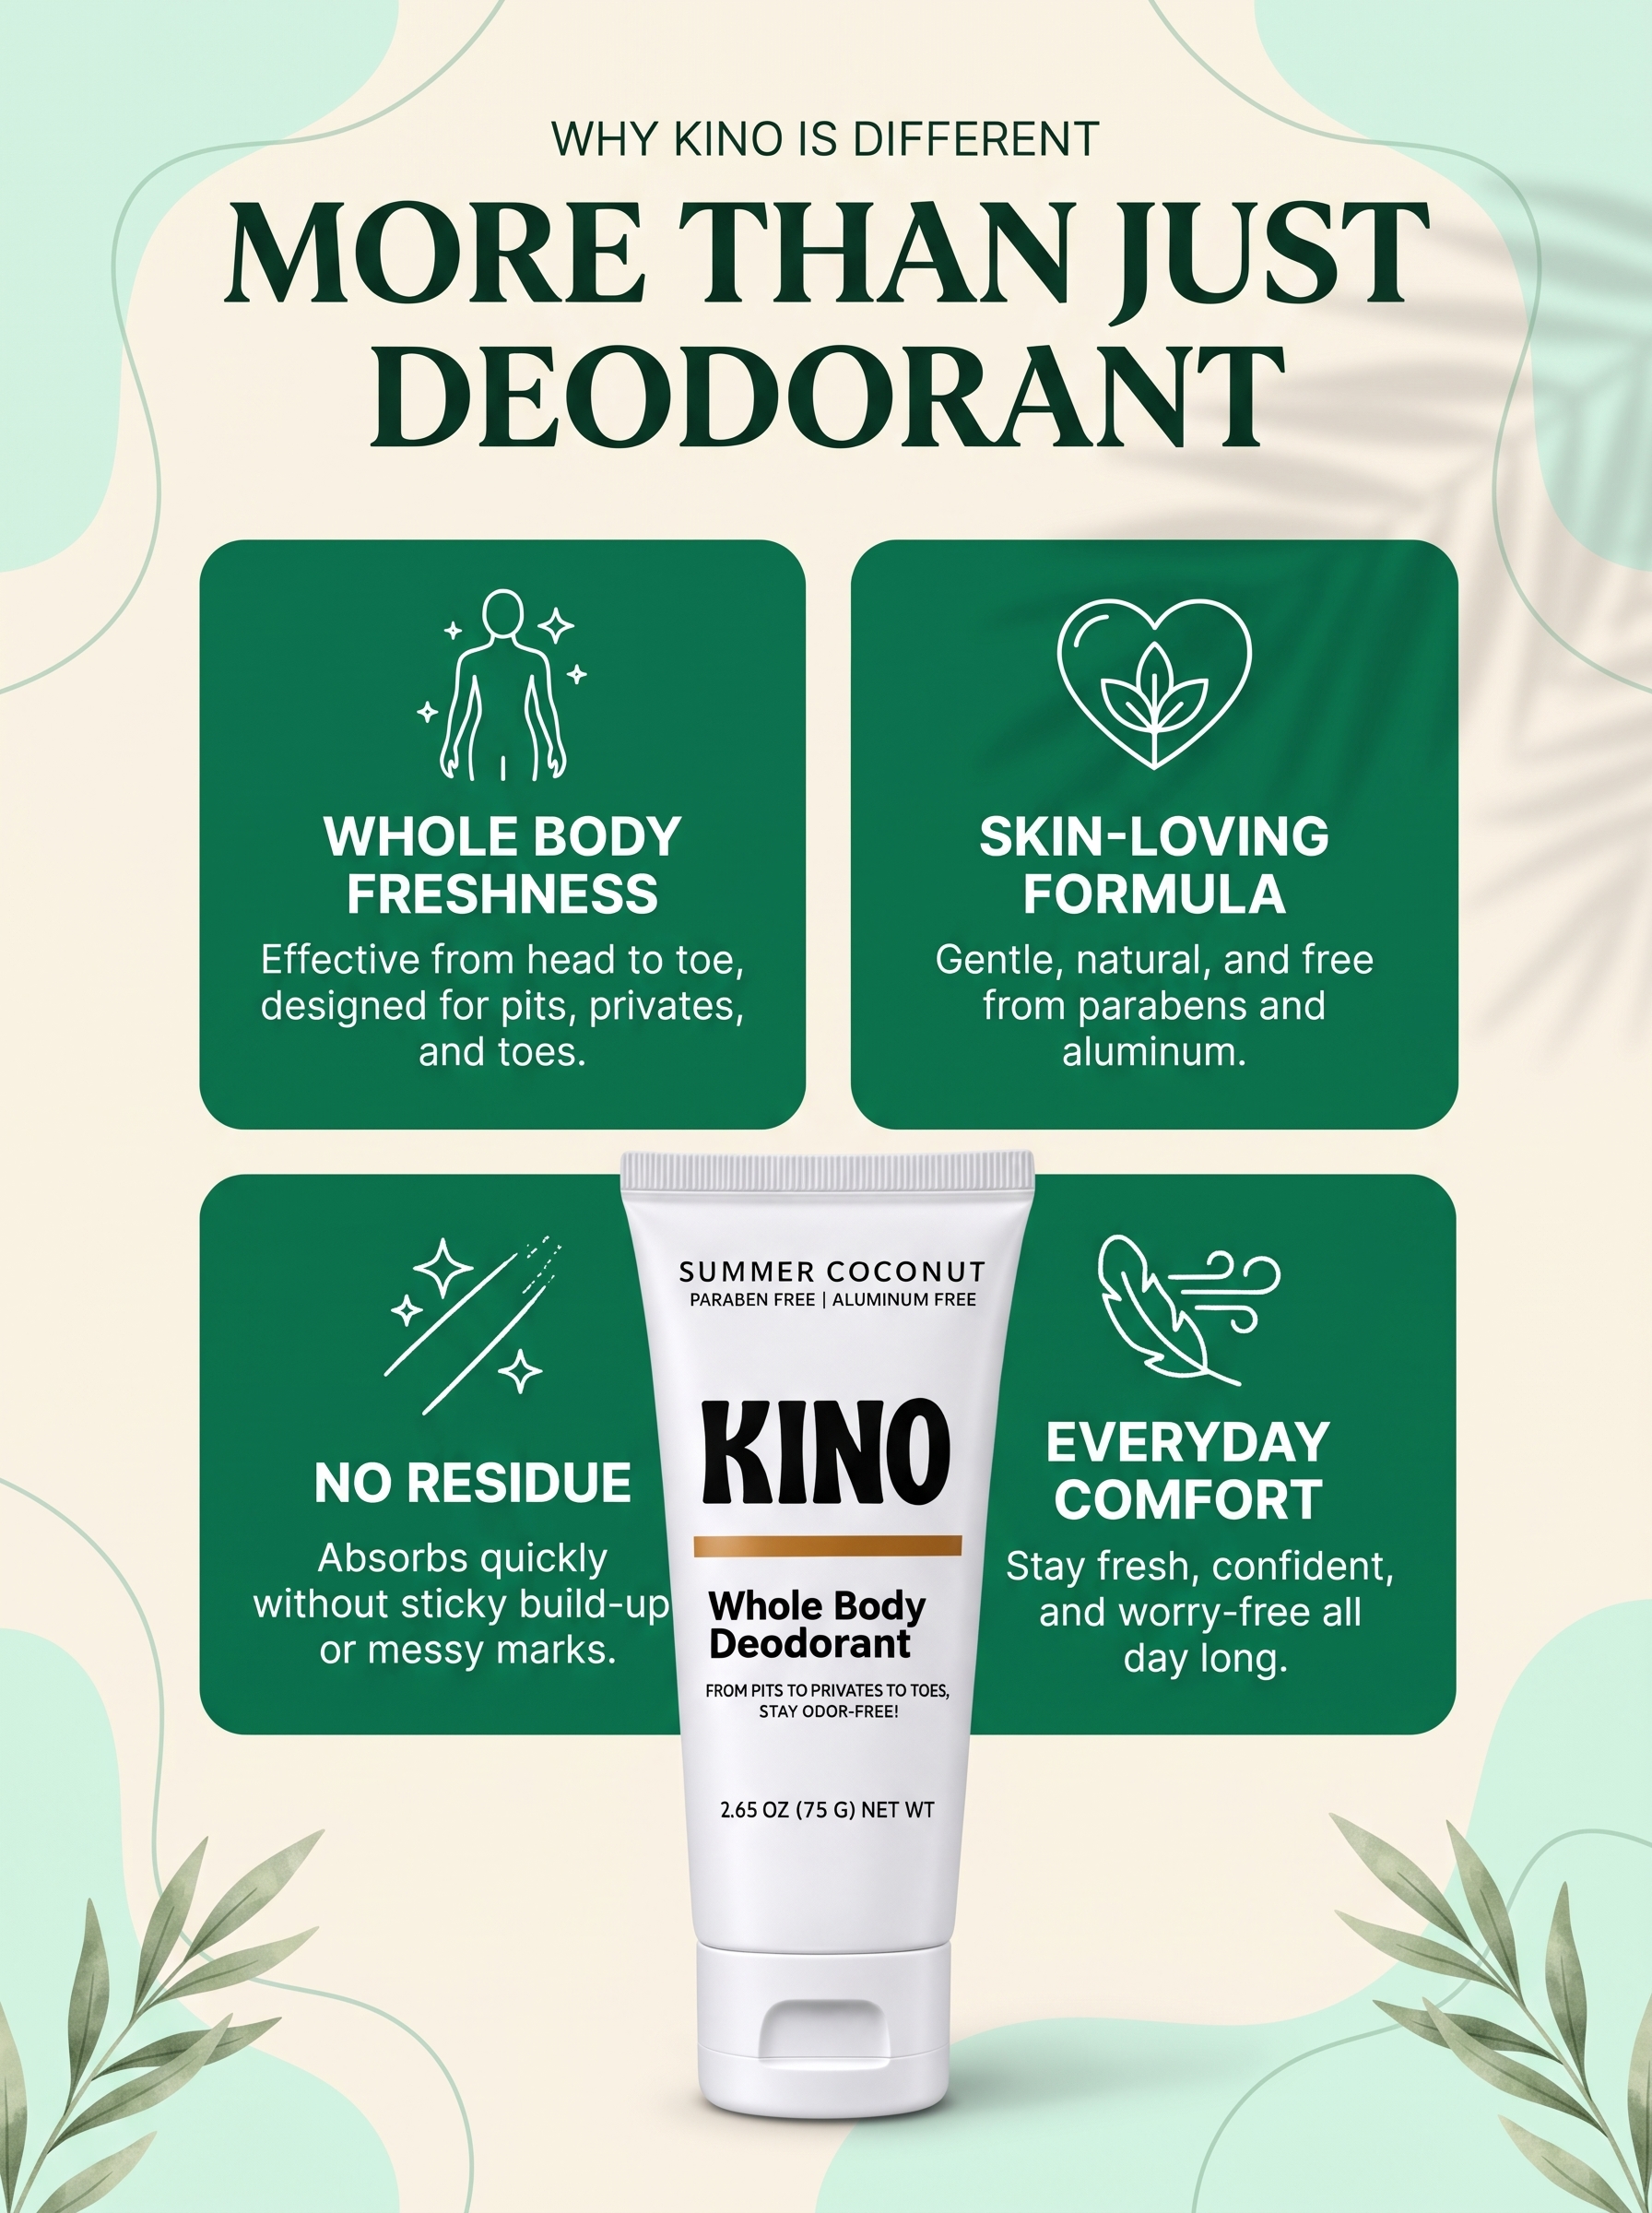 WHY KINO IS DIFFERENT
MORE THAN JUST
DEODORANT
WHOLE BODY
FRESHNESS
Effective from head to toe,
designed for pits, privates,
and toes.
SKIN-LOVING
FORMULA
Gentle, natural, and free
from parabens and
aluminum.
NO RESIDUE
Absorbs quickly
without sticky build-up
or messy marks.
SUMMER COCONUT
PARABEN FREE | ALUMINUM FREE
KINO
Whole Body
Deodorant
FROM PITS TO PRIVATES TO TOES,
STAY ODOR-FREE!
2.65 OZ (75 G) NET WT
EVERYDAY
COMFORT
Stay fresh, confident,
and worry-free all
day long.